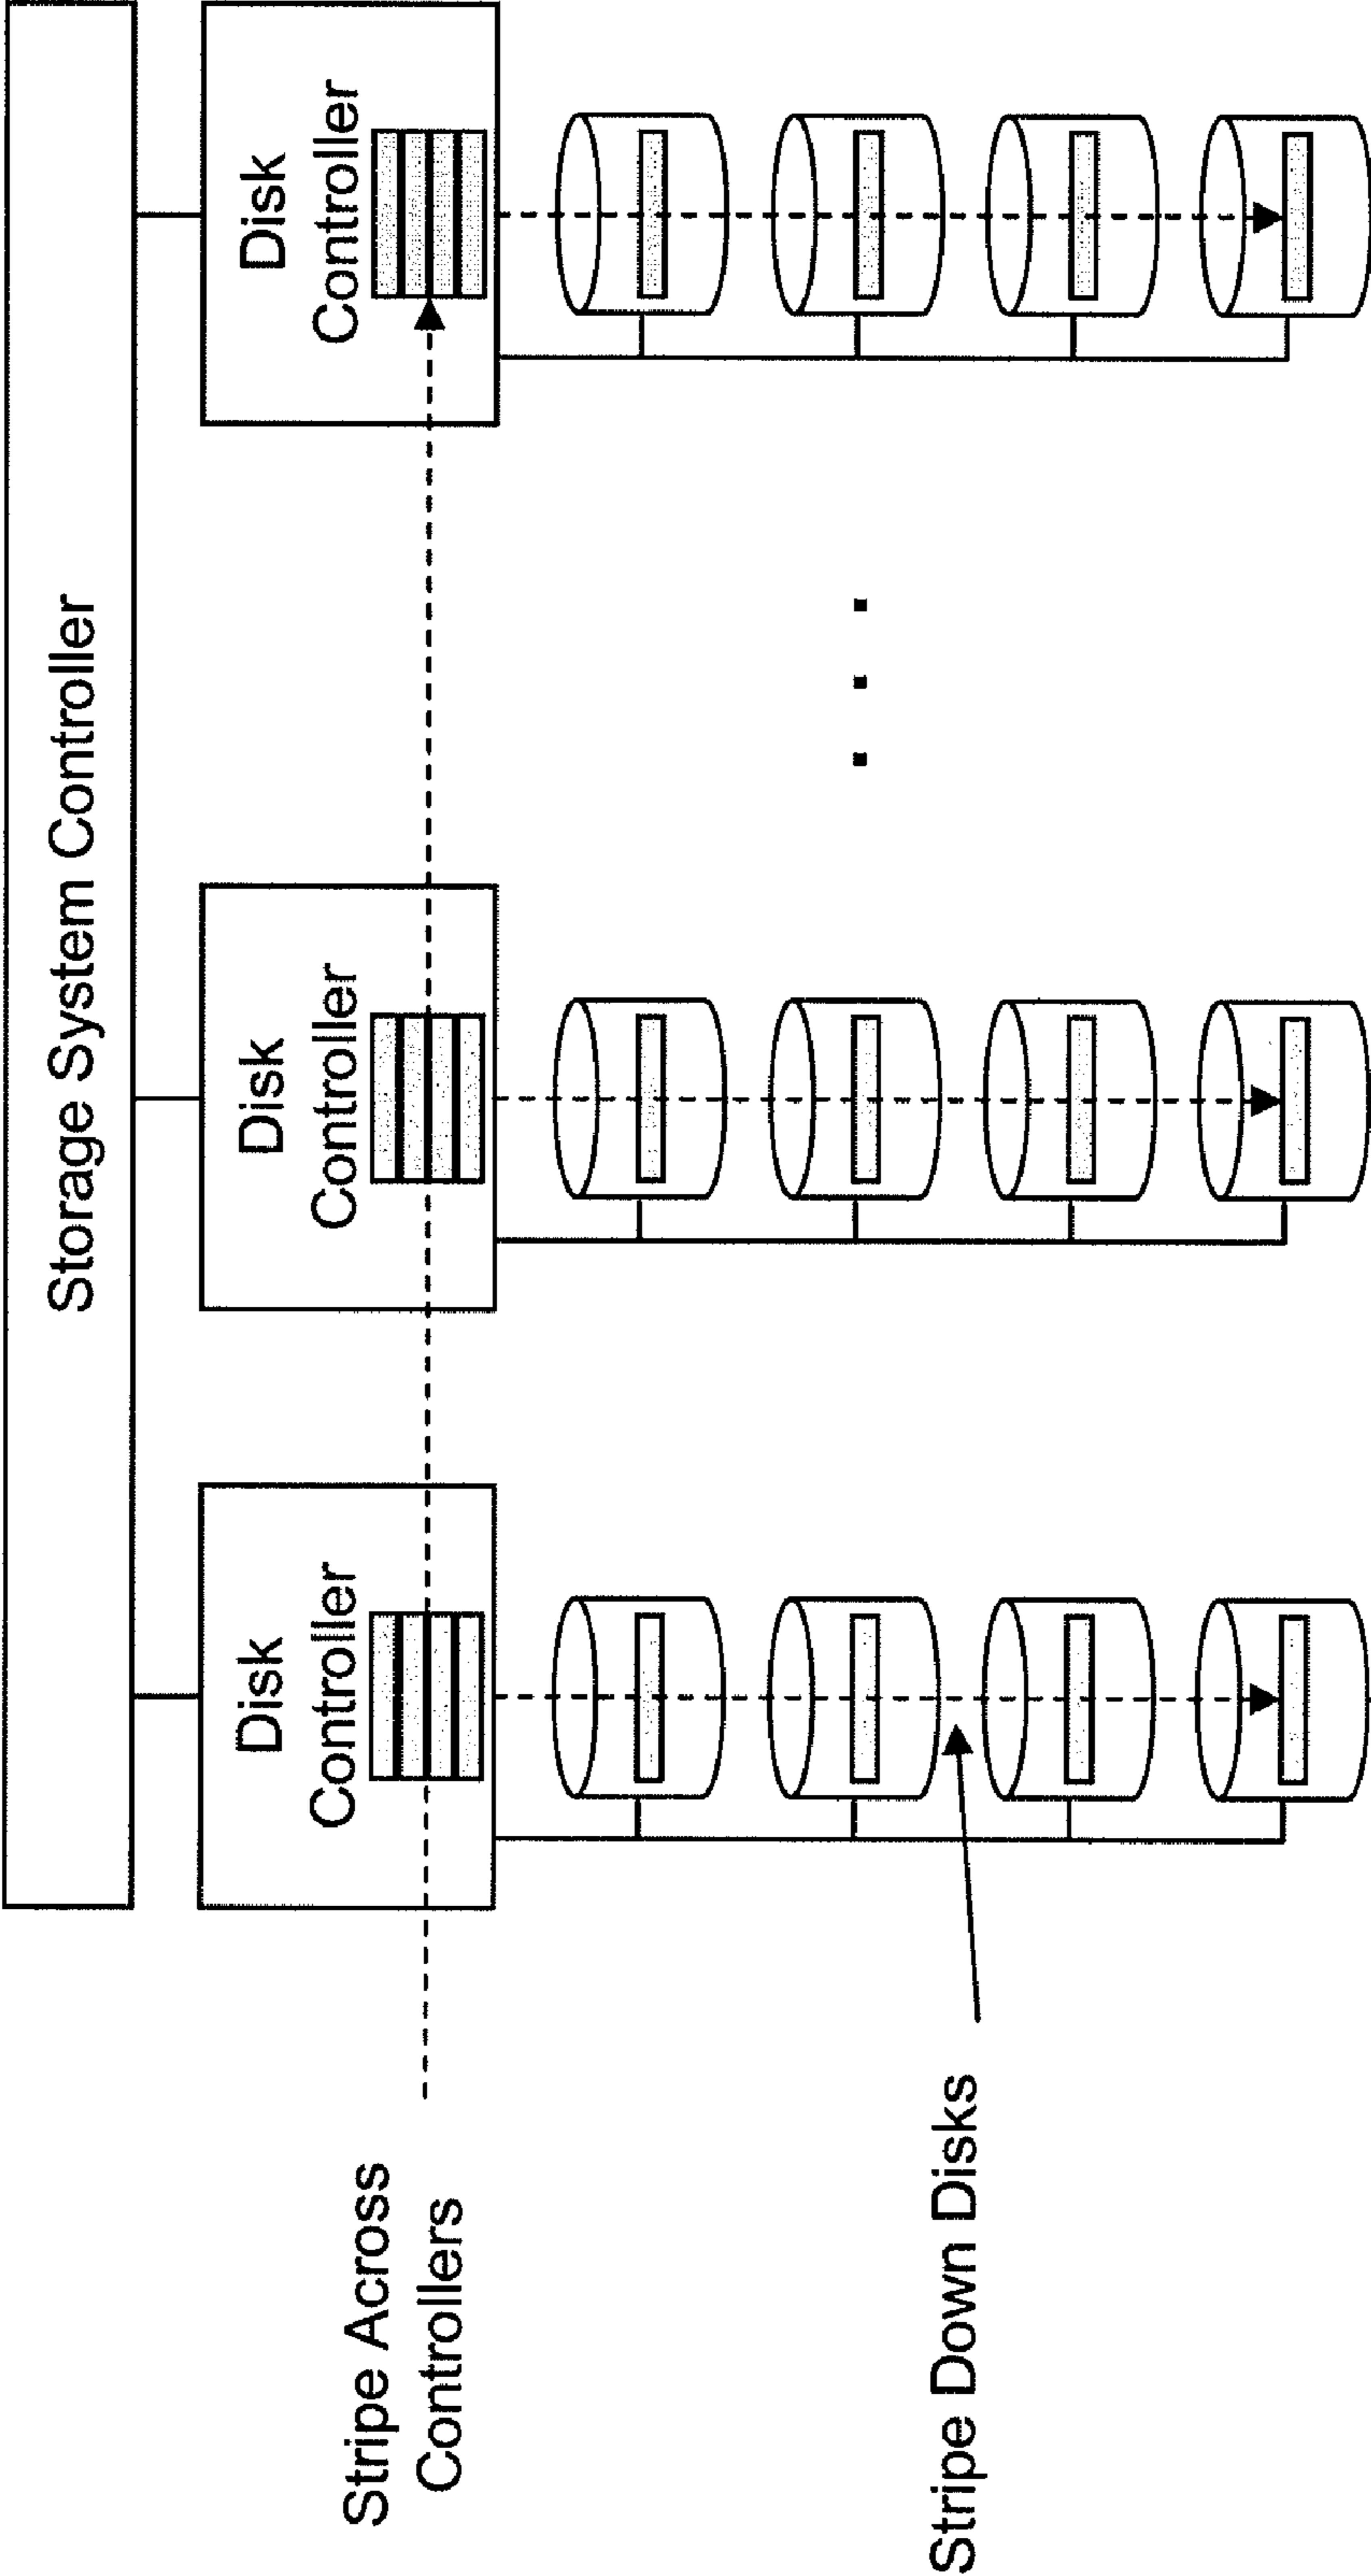 Storage System Controller
Disk
Controller
Disk
Controller
Disk
Controller
Stripe Across
Controllers
Stripe Down Disks